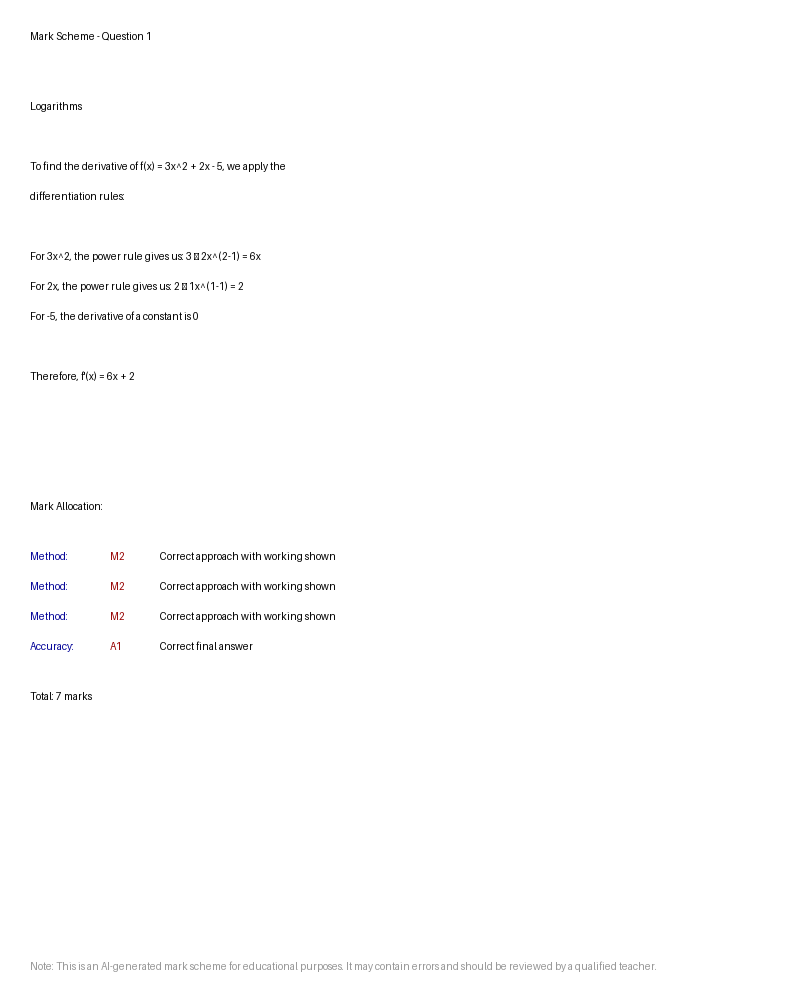 Mark Scheme - Question 1
Logarithms
To find the derivative of f(x) = 3x^2 + 2x - 5, we apply the
differentiation rules:
For 3x^2, the power rule gives us: 3 ▯ 2x^(2-1) = 6x
For 2x, the power rule gives us: 2 ▯ 1x^(1-1) = 2
For -5, the derivative of a constant is 0
Therefore, f'(x) = 6x + 2
Mark Allocation:
Method: M2 Correct approach with working shown
Method: M2 Correct approach with working shown
Method: M2 Correct approach with working shown
Accuracy: A1 Correct final answer
Total: 7 marks
Note: This is an AI-generated mark scheme for educational purposes. It may contain errors and should be reviewed by a qualified teacher.